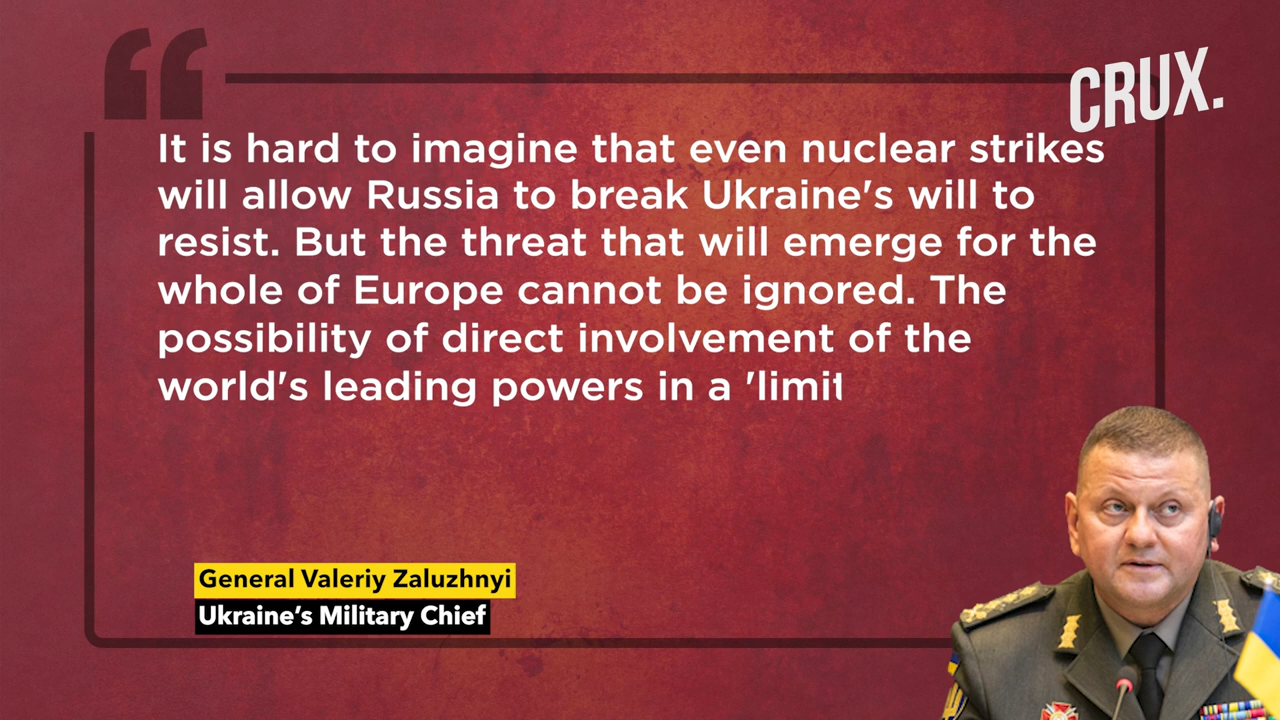 CRUX.
It is hard to imagine that even nuclear strikes
will allow Russia to break Ukraine's will to
resist. But the threat that will emerge for the
whole of Europe cannot be ignored. The
possibility of direct involvement of the
world's leading powers in a 'limit
General Valeriy Zaluzhnyi
Ukraine’s Military Chief